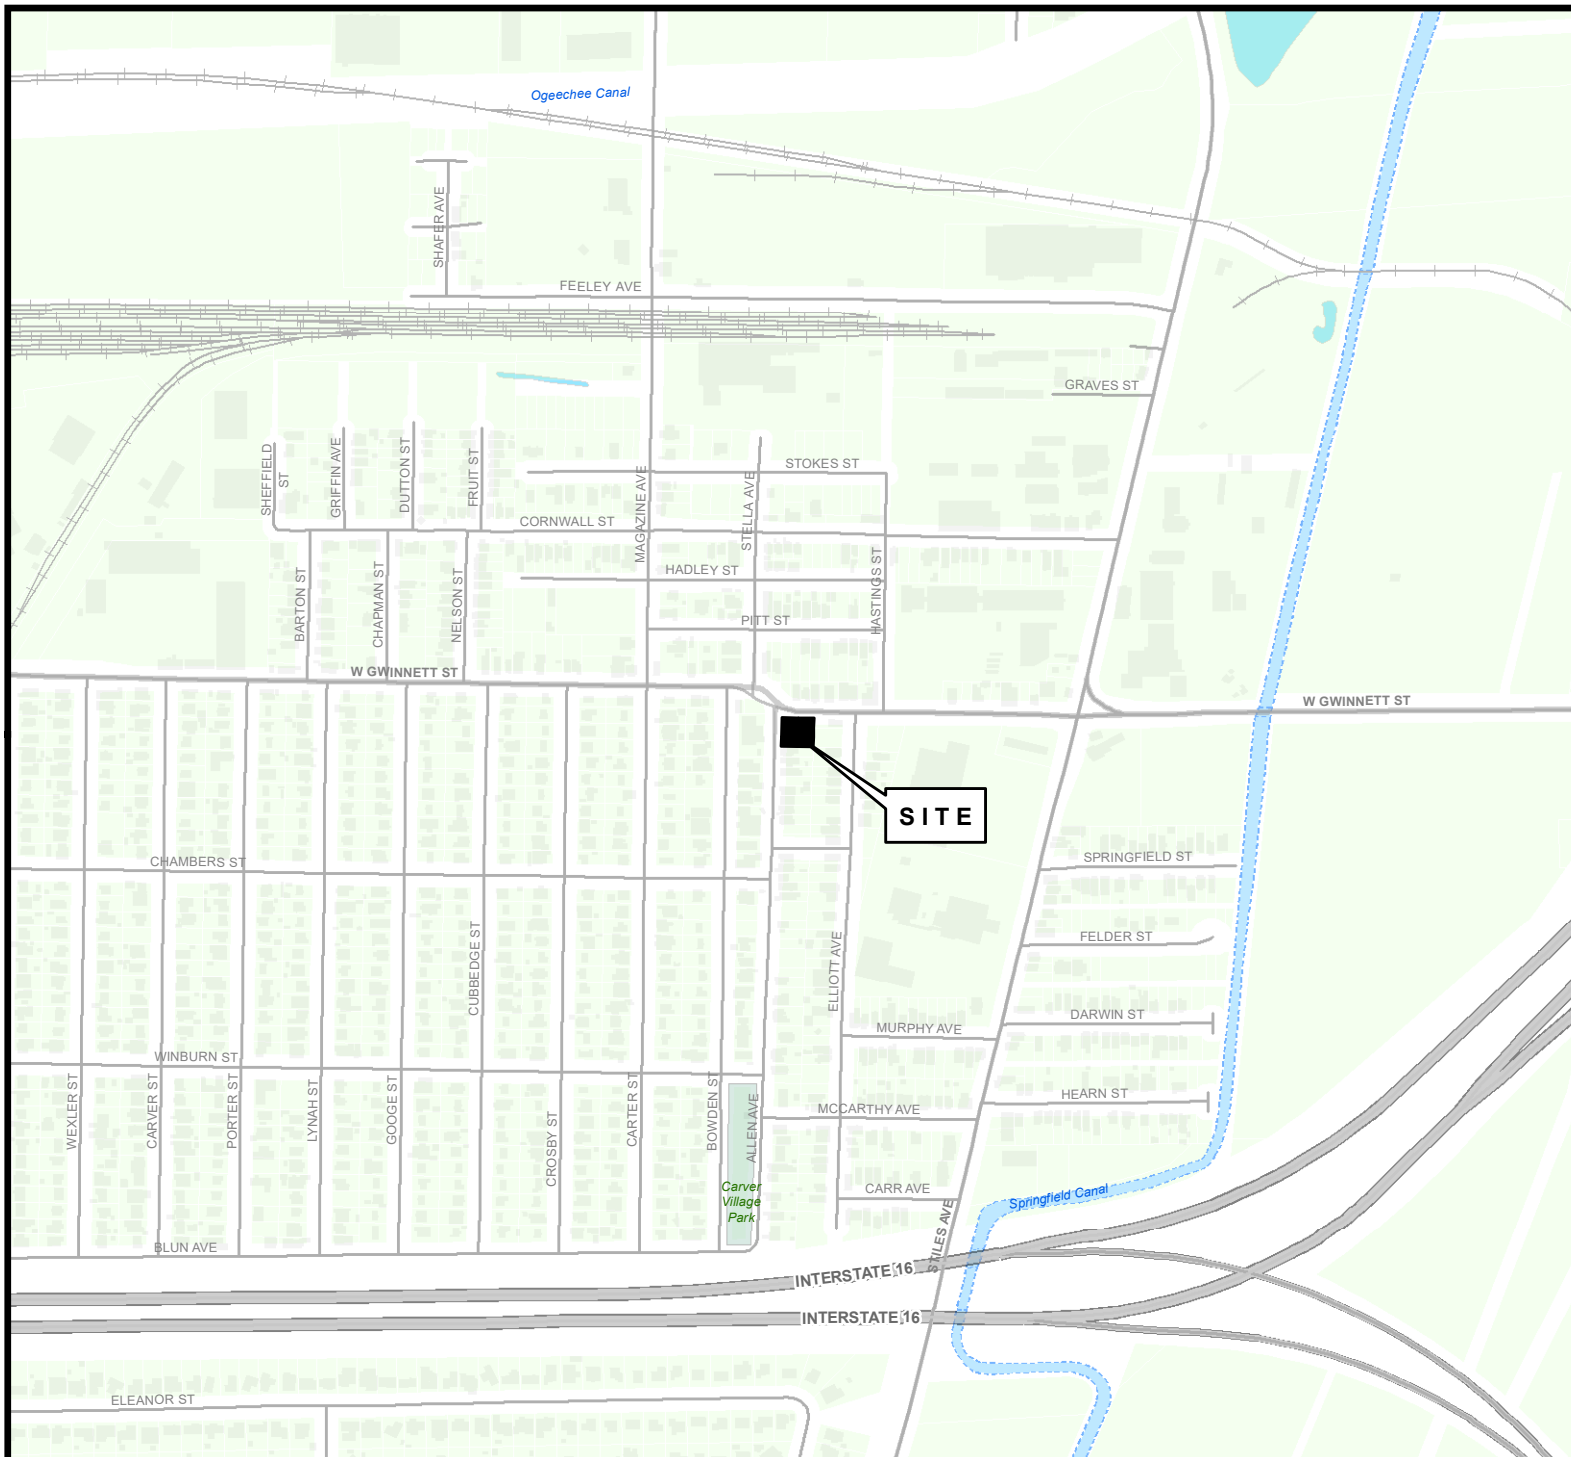 Ogeechee Canal
SHAFER AVE
FEELEY AVE
GRAVES ST
SHEFFIELD
ST
GRIFFIN AVE
DUTTON ST
FRUIT ST
MAGAZINE AVE
STELLA AVE
STOKES ST
CORNWALL ST
HADLEY ST
HASTINGS ST
BARTON ST
CHAPMAN ST
NELSON ST
PITT ST
W GWINNETT ST
W GWINNETT ST
SITE
CHAMBERS ST
SPRINGFIELD ST
CUBBEDGE ST
ELLIOTT AVE
FELDER ST
DARWIN ST
MURPHY AVE
WINBURN ST
WEXLER ST
CARVER ST
PORTER ST
LYNAH ST
GOOGE ST
CROSBY ST
CARTER ST
BOWDEN ST
ALLEN AVE
HEARN ST
MCCARTHY AVE
Carver
Village
Park
CARR AVE
Springfield Canal
STILES AVE
BLUN AVE
INTERSTATE 16
INTERSTATE 16
ELEANOR ST